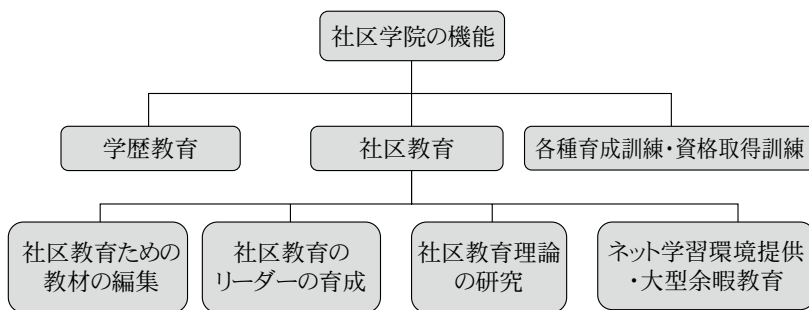 社区学院の機能
学歴教育
社区教育
各種育成訓練・資格取得訓練
社区教育ための
教材の編集
社区教育の
リーダーの育成
社区教育理論
の研究
ネット学習環境提供
・大型余暇教育